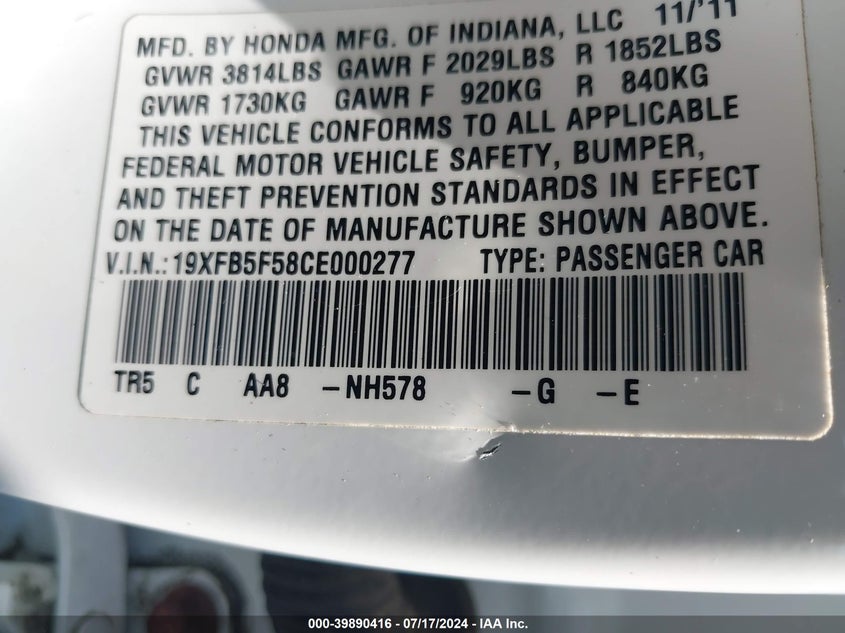 MFD. BY HONDA MFG. OF INDIANA, LLC 11/'11
GVWR 3814LBS GAWR F 2029LBS R 1852LBS
GVWR 1730KG GAWR F 920KG R 840KG
THIS VEHICLE CONFORMS TO ALL APPLICABLE
FEDERAL MOTOR VEHICLE SAFETY, BUMPER,
AND THEFT PREVENTION STANDARDS IN EFFECT
ON THE DATE OF MANUFACTURE SHOWN ABOVE.
V.I.N.: 19XFB5F58CE000277 TYPE: PASSENGER CAR
TR5 C AA8 -NH578 -G -E
000-39890416 - 07/17/2024 - IAA Inc.